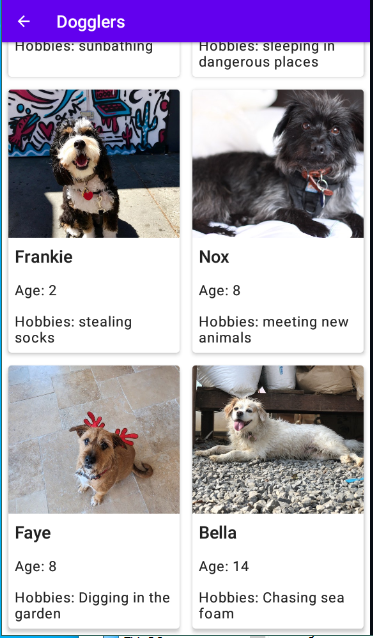 Dogglers
Hobbies: sunbathing
Hobbies: sleeping in
dangerous places
Frankie
Age: 2
Hobbies: stealing
socks
Nox
Age: 8
Hobbies: meeting new
animals
Faye
Age: 8
Hobbies: Digging in the
garden
Bella
Age: 14
Hobbies: Chasing sea
foam